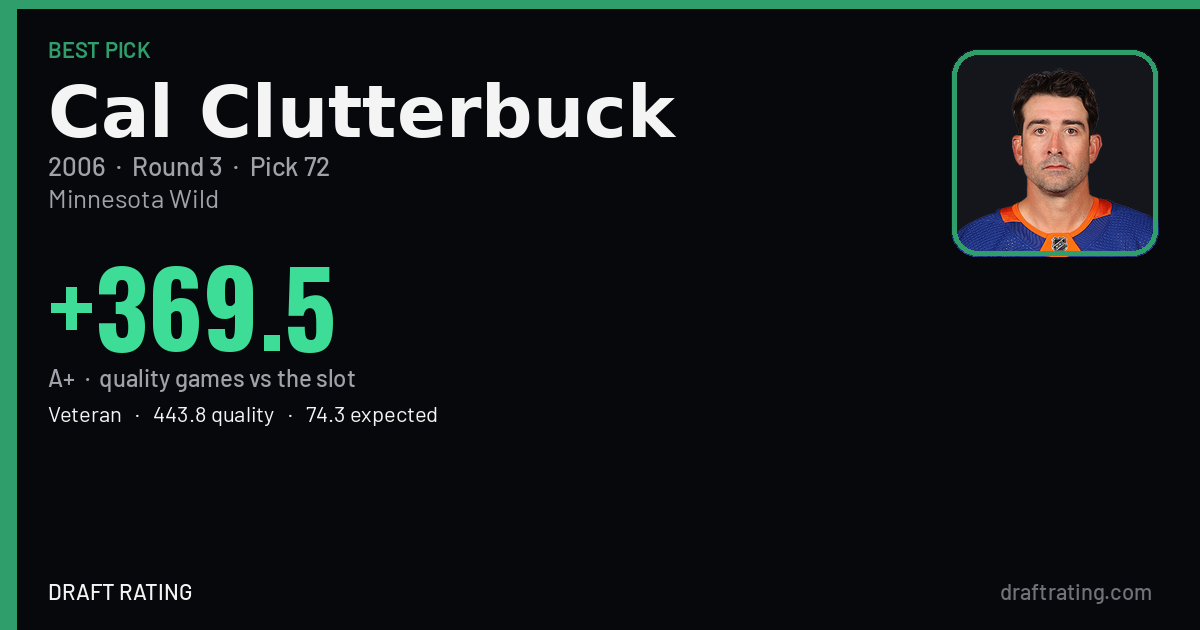 BEST PICK
Cal Clutterbuck
2006 · Round 3 · Pick 72
Minnesota Wild
+369.5
A+ · quality games vs the slot
Veteran · 443.8 quality · 74.3 expected
DRAFT RATING
draftrating.com